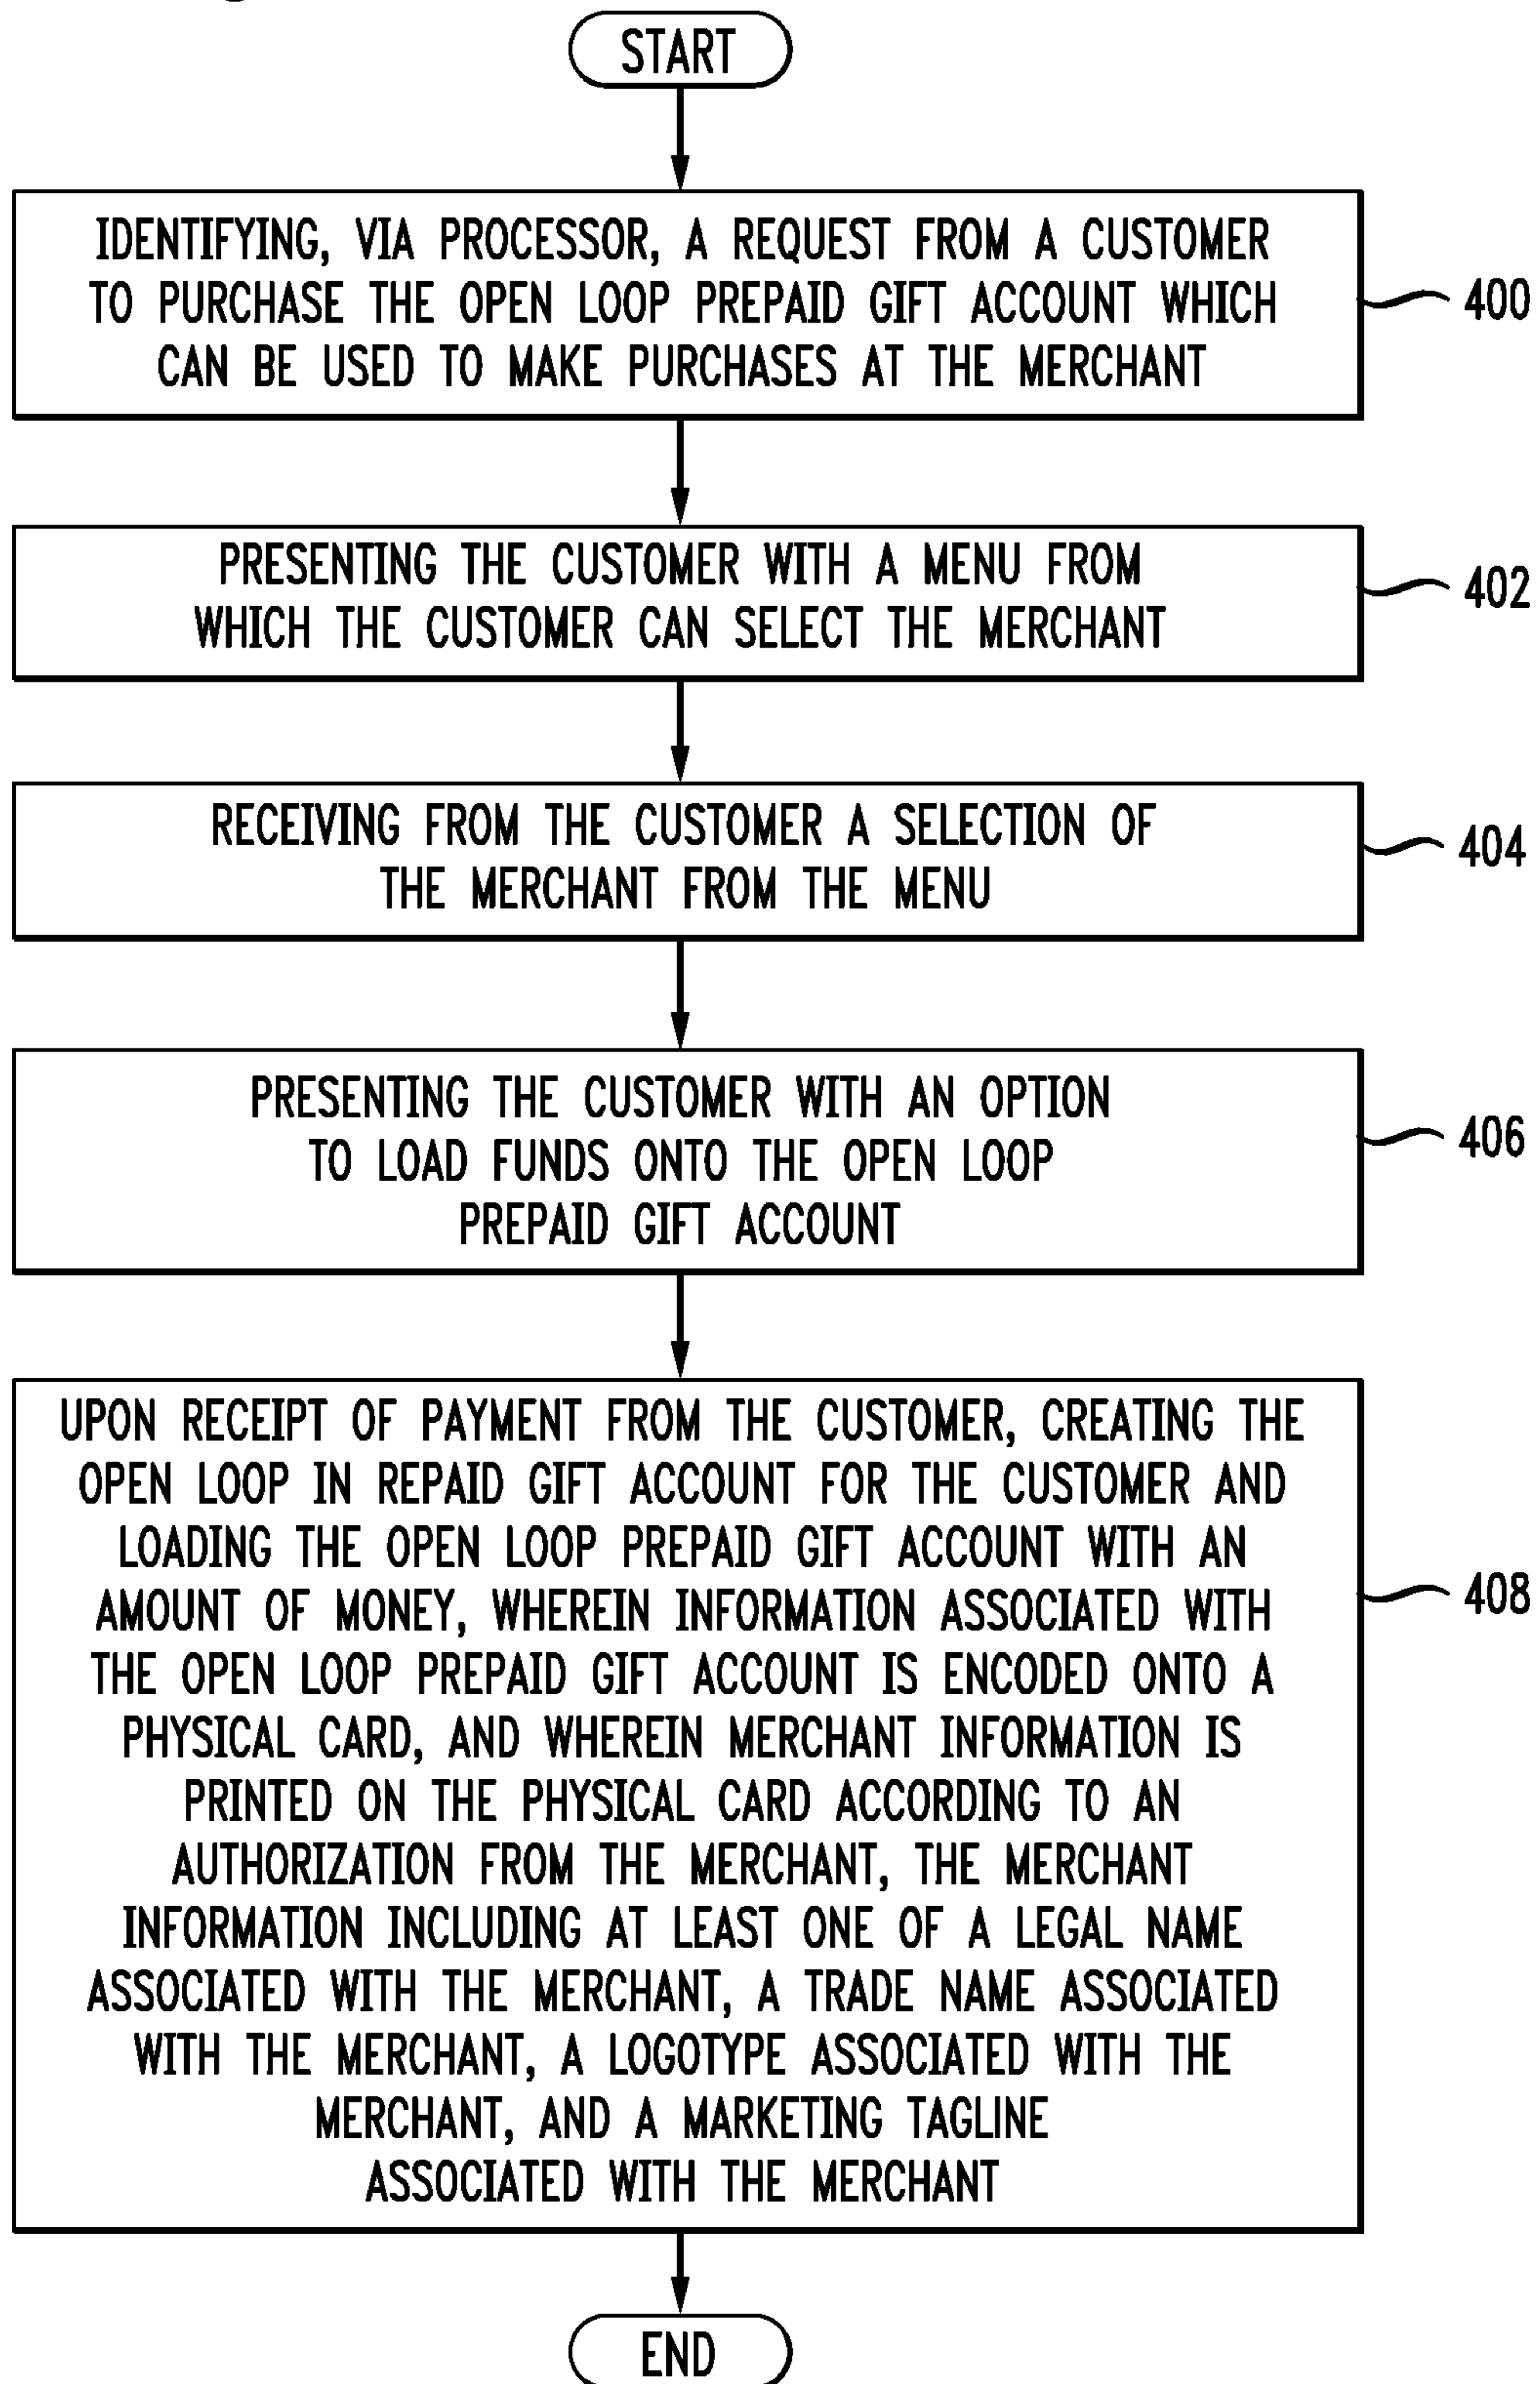 START
IDENTIFYING, VIA PROCESSOR, A REQUEST FROM A CUSTOMER
TO PURCHASE THE OPEN LOOP PREPAID GIFT ACCOUNT WHICH
CAN BE USED TO MAKE PURCHASES AT THE MERCHANT
400
PRESENTING THE CUSTOMER WITH A MENU FROM
WHICH THE CUSTOMER CAN SELECT THE MERCHANT
402
RECEIVING FROM THE CUSTOMER A SELECTION OF
THE MERCHANT FROM THE MENU
404
PRESENTING THE CUSTOMER WITH AN OPTION
TO LOAD FUNDS ONTO THE OPEN LOOP
PREPAID GIFT ACCOUNT
406
UPON RECEIPT OF PAYMENT FROM THE CUSTOMER, CREATING THE
OPEN LOOP IN REPAID GIFT ACCOUNT FOR THE CUSTOMER AND
LOADING THE OPEN LOOP PREPAID GIFT ACCOUNT WITH AN
AMOUNT OF MONEY, WHEREIN INFORMATION ASSOCIATED WITH
THE OPEN LOOP PREPAID GIFT ACCOUNT IS ENCODED ONTO A
PHYSICAL CARD, AND WHEREIN MERCHANT INFORMATION IS
PRINTED ON THE PHYSICAL CARD ACCORDING TO AN
AUTHORIZATION FROM THE MERCHANT, THE MERCHANT
INFORMATION INCLUDING AT LEAST ONE OF A LEGAL NAME
ASSOCIATED WITH THE MERCHANT, A TRADE NAME ASSOCIATED
WITH THE MERCHANT, A LOGOTYPE ASSOCIATED WITH THE
MERCHANT, AND A MARKETING TAGLINE
ASSOCIATED WITH THE MERCHANT
408
END